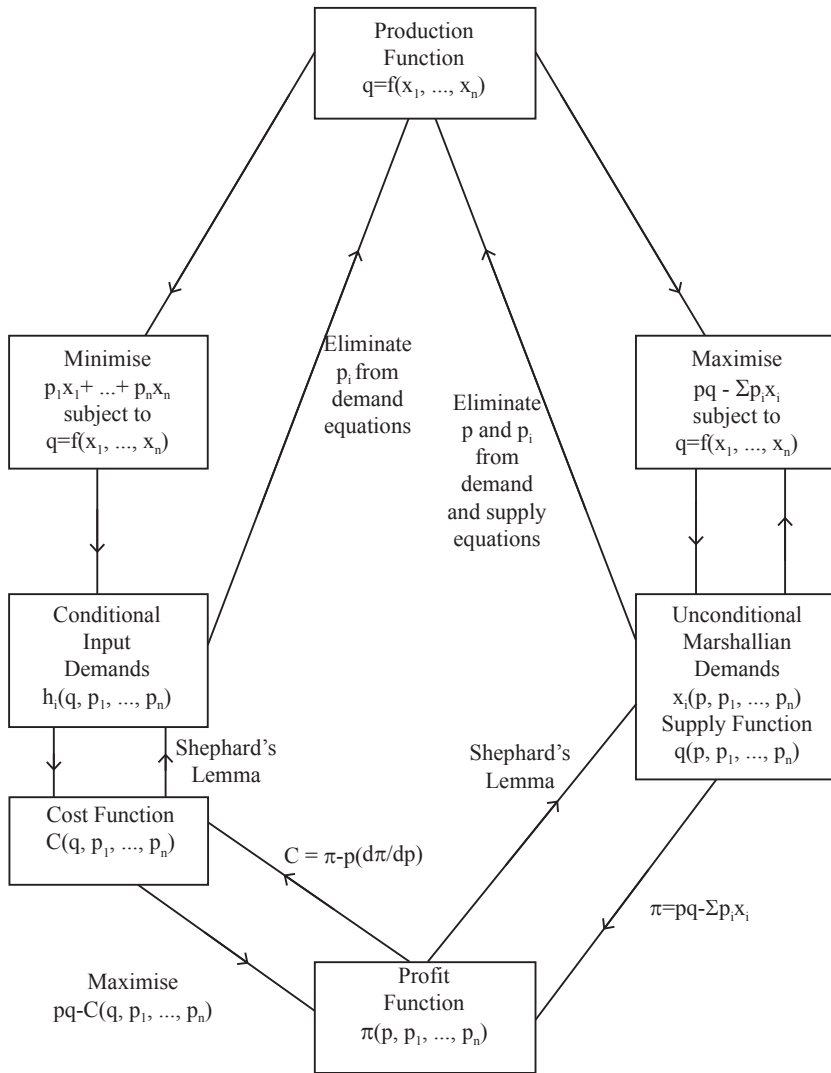 Production
Function
q=f(x₁, ..., xₙ)
Minimise
p₁x₁+ ...+ pₙxₙ
subject to
q=f(x₁, ..., xₙ)
Eliminate
pᵢ from
demand
equations
Eliminate
p and pᵢ
from
demand
and supply
equations
Maximise
pq - Σpᵢxᵢ
subject to
q=f(x₁, ..., xₙ)
Conditional
Input
Demands
hᵢ(q, p₁, ..., pₙ)
Unconditional
Marshallian
Demands
xᵢ(p, p₁, ..., pₙ)
Supply Function
q(p, p₁, ..., pₙ)
Shephard’s
Lemma
Shephard’s
Lemma
Cost Function
C(q, p₁, ..., pₙ)
C = π-p(dπ/dp)
π=pq-Σpᵢxᵢ
Maximise
pq-C(q, p₁, ..., pₙ)
Profit
Function
π(p, p₁, ..., pₙ)